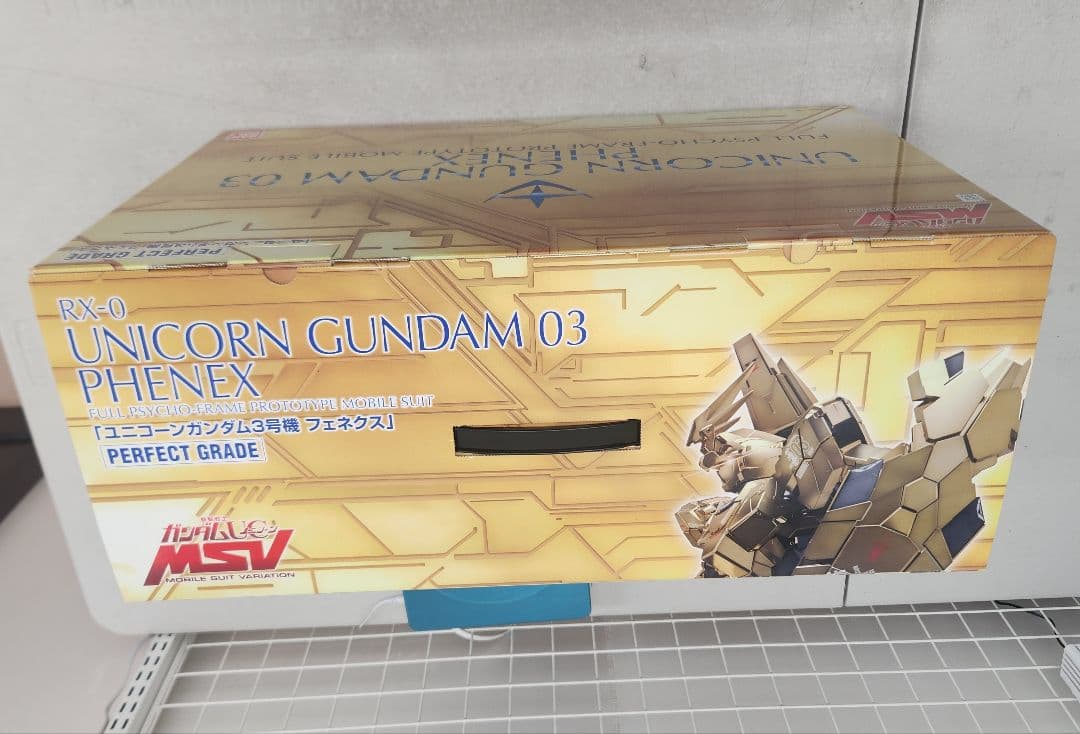 FULL PSYCHO-FRAME PROTOTYPE MOBILE SUIT
UNICORN GUNDAM 03
PHENEX
MSV
PERFECT GRADE
RX-0
UNICORN GUNDAM 03
PHENEX
FULL PSYCHO-FRAME PROTOTYPE MOBILE SUIT
「ユニコーンガンダム3号機 フェネクス」
PERFECT GRADE
ガンダムUC
MSV
MOBILE SUIT VARIATION